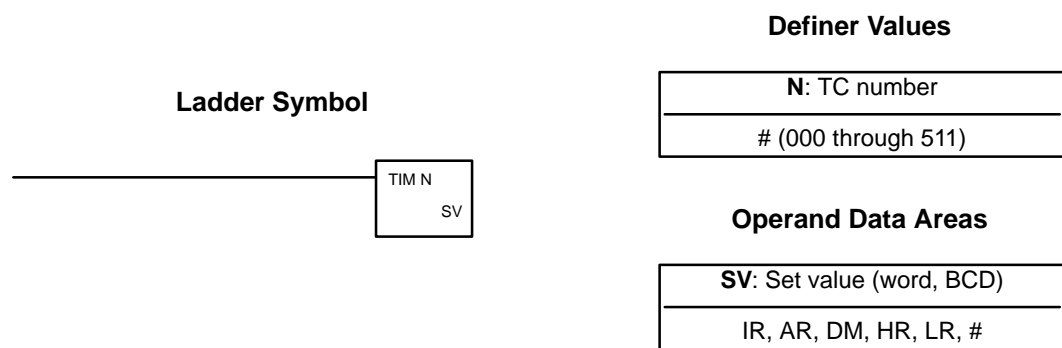 Ladder Symbol
TIM N
SV
Definer Values
N: TC number
# (000 through 511)
Operand Data Areas
SV: Set value (word, BCD)
IR, AR, DM, HR, LR, #